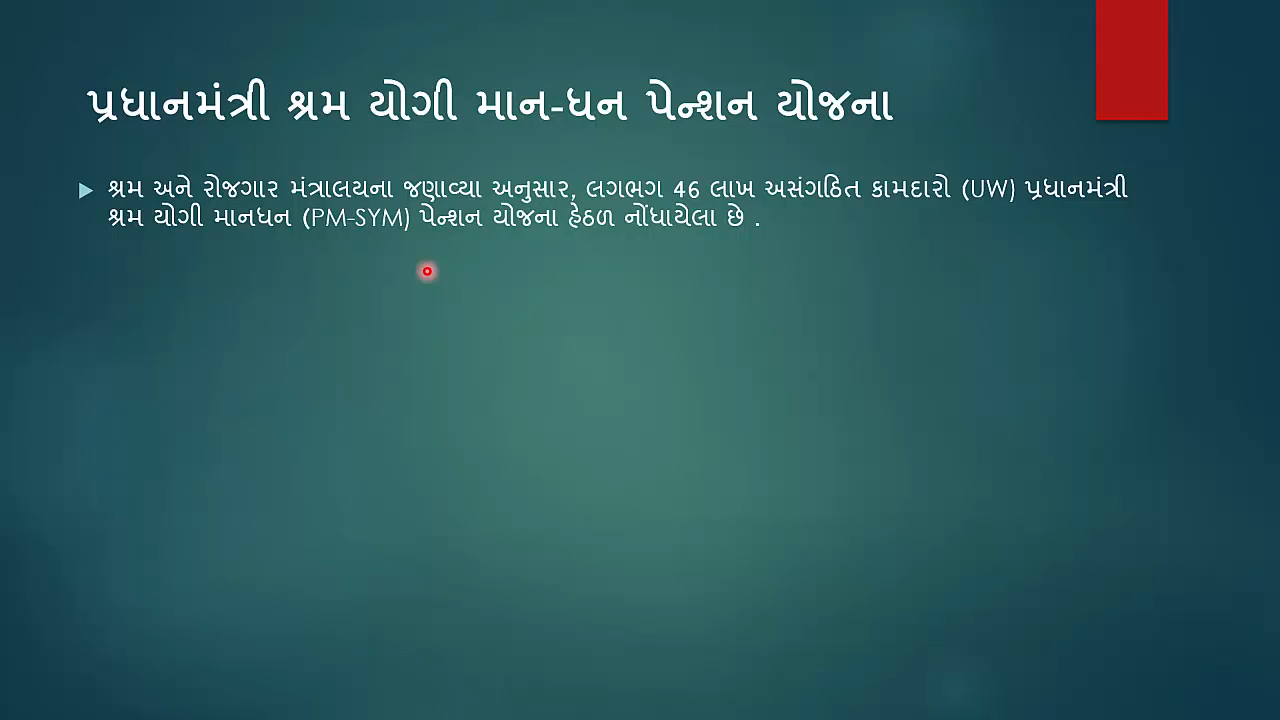 પ્રધાનમંત્રી શ્રમ યોગી માન-ધન પેન્શન યોજના
શ્રમ અને રોજગાર મંત્રાલયના જણાવ્યા અનુસાર, લગભગ 46 લાખ અસંગઠિત કામદારો (UW) પ્રધાનમંત્રી
શ્રમ યોગી માનધન (PM-SYM) પેન્શન યોજના હેઠળ નોંધાયેલા છે .